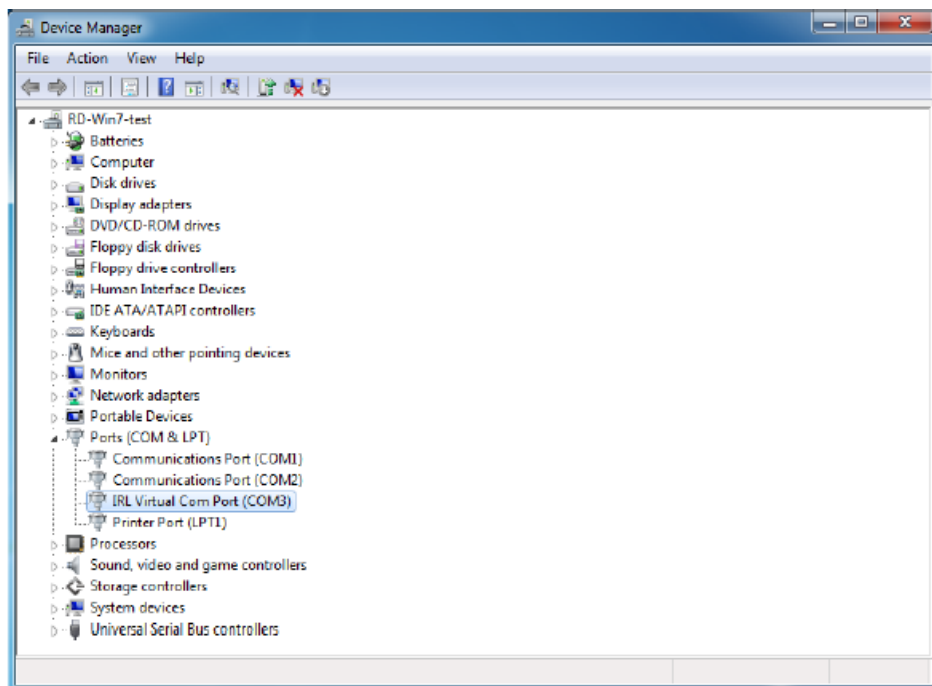 Device Manager
File Action View Help
RD-Win7-test
Batteries
Computer
Disk drives
Display adapters
DVD/CD-ROM drives
Floppy disk drives
Floppy drive controllers
Human Interface Devices
IDE ATA/ATAPI controllers
Keyboards
Mice and other pointing devices
Monitors
Network adapters
Portable Devices
Ports (COM & LPT)
Communications Port (COM1)
Communications Port (COM2)
IRL Virtual Com Port (COM3)
Printer Port (LPT1)
Processors
Sound, video and game controllers
Storage controllers
System devices
Universal Serial Bus controllers